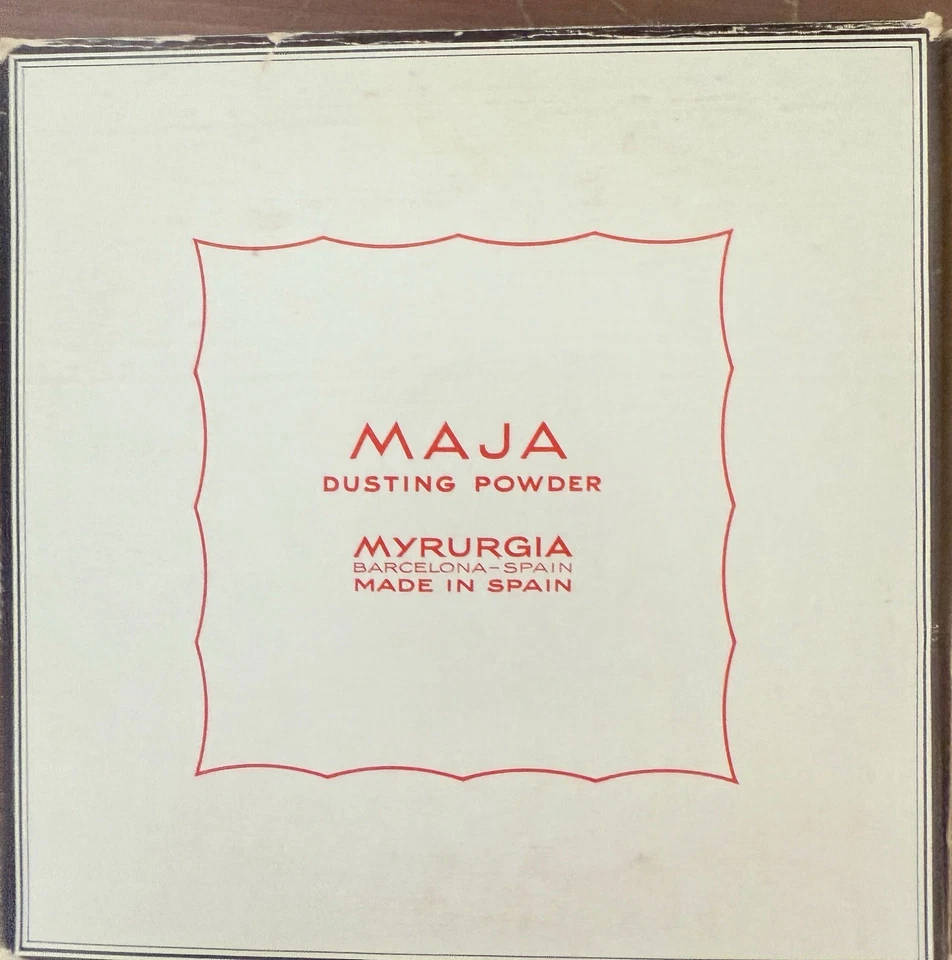 MAJA
DUSTING POWDER
MYRURGIA
BARCELONA-SPAIN
MADE IN SPAIN